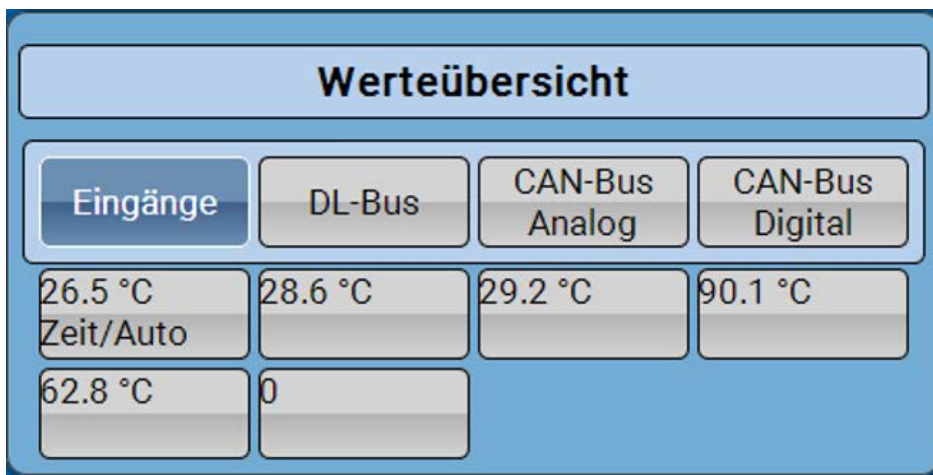 Werteübersicht
Eingänge
DL-Bus
CAN-Bus
Analog
CAN-Bus
Digital
26.5 °C
Zeit/Auto
28.6 °C
29.2 °C
90.1 °C
62.8 °C
0